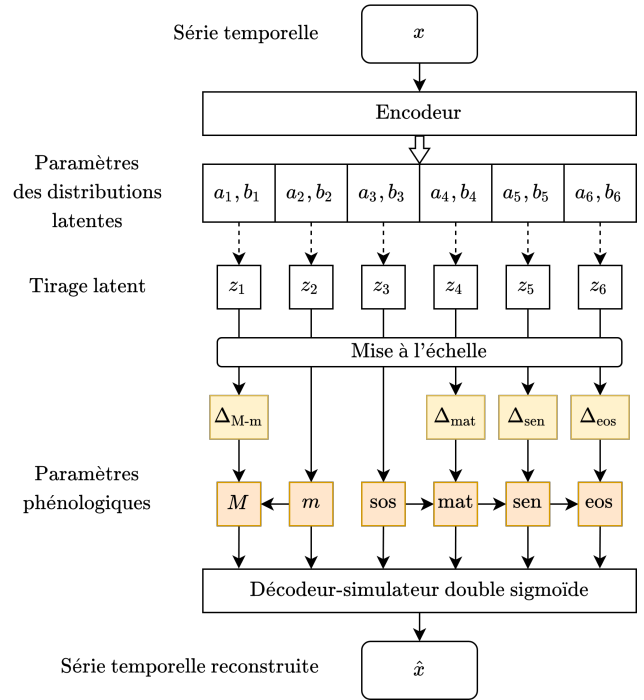 Série temporelle
x
Encodeur
Paramètres
des distributions
latentes
a₁, b₁ a₂, b₂ a₃, b₃ a₄, b₄ a₅, b₅ a₆, b₆
Tirage latent
z₁ z₂ z₃ z₄ z₅ z₆
Mise à l'échelle
Δ_M-m Δ_mat Δ_sen Δ_eos
Paramètres
phénologiques
M m sos mat sen eos
Décodeur-simulateur double sigmoïde
Série temporelle reconstruite
x̂